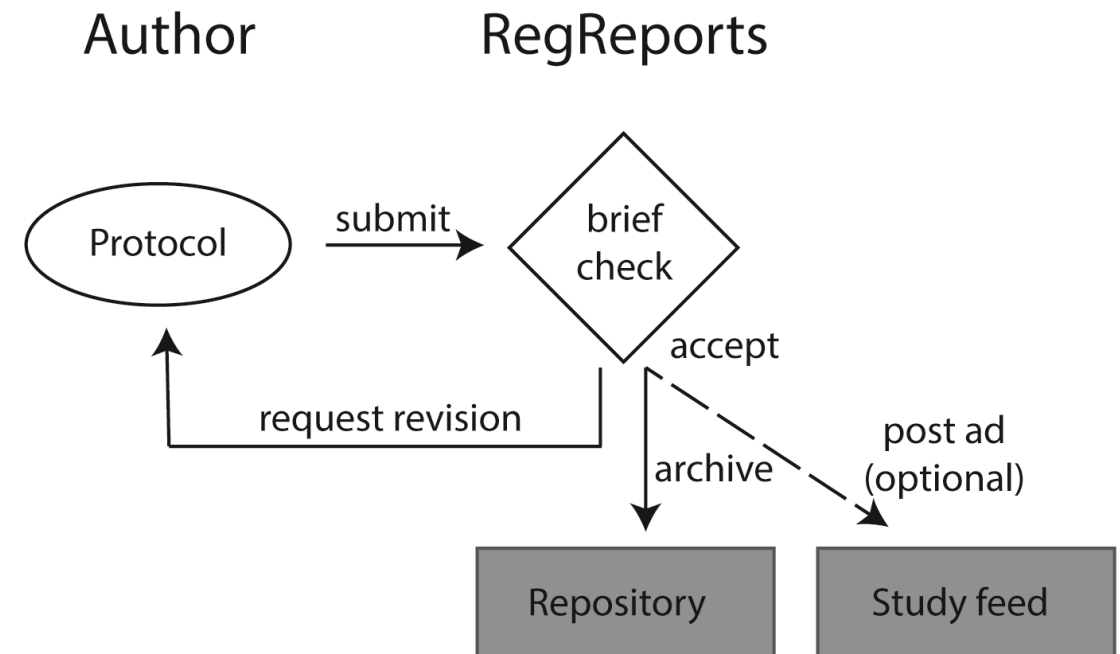 Author
RegReports
Protocol
submit
brief
check
accept
request revision
archive
post ad
(optional)
Repository
Study feed